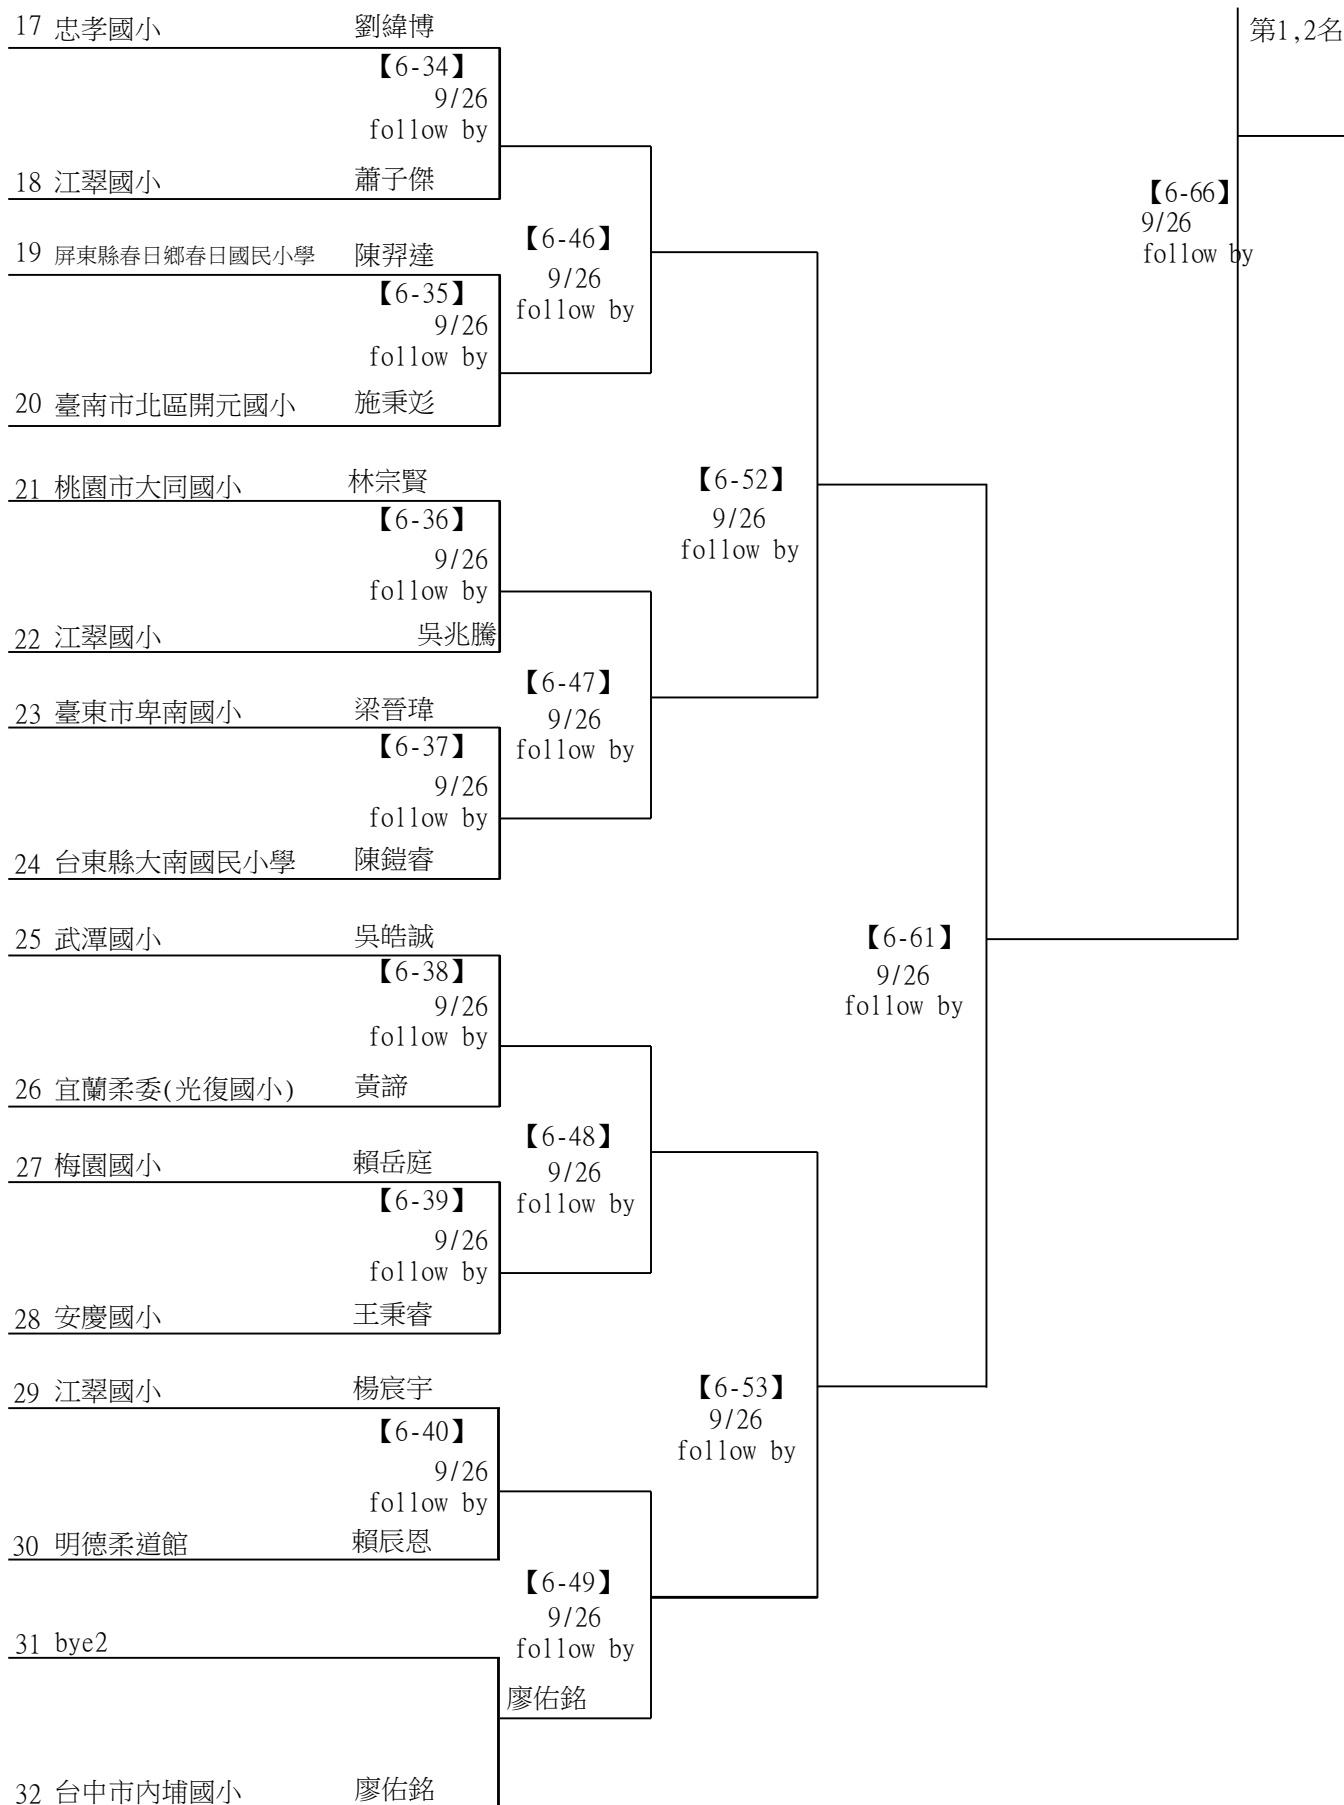 17 忠孝國小 劉緯博
第1,2名
【6-34】
9/26
follow by
18 江翠國小 蕭子傑
【6-66】
9/26
follow by
19 屏東縣春日鄉春日國民小學 陳羿達
【6-46】
9/26
follow by
【6-35】
9/26
follow by
20 臺南市北區開元國小 施秉彣
21 桃園市大同國小 林宗賢
【6-52】
9/26
follow by
【6-36】
9/26
follow by
22 江翠國小 吳兆騰
【6-47】
9/26
follow by
23 臺東市卑南國小 梁晉瑋
【6-37】
9/26
follow by
24 台東縣大南國民小學 陳鎧睿
25 武潭國小 吳皓誠
【6-61】
9/26
follow by
【6-38】
9/26
follow by
26 宜蘭柔委(光復國小) 黃諦
【6-48】
9/26
follow by
27 梅園國小 賴岳庭
【6-39】
9/26
follow by
28 安慶國小 王秉睿
29 江翠國小 楊宸宇
【6-53】
9/26
follow by
【6-40】
9/26
follow by
30 明德柔道館 賴辰恩
【6-49】
9/26
follow by
31 bye2
廖佑銘
32 台中市內埔國小 廖佑銘